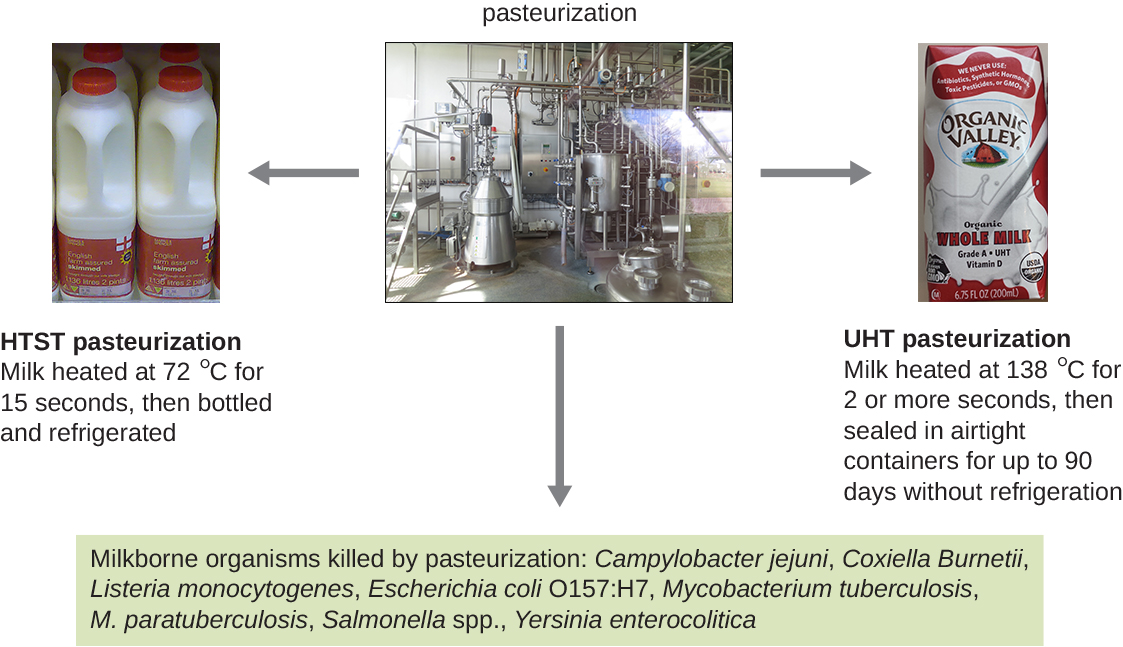 pasteurization
English
farm assured
skimmed
1.136 litres 2 pints
English
farm assured
skimmed
1.136 litres 2 pints
WE NEVER USE:
Antibiotics, Synthetic Hormones,
Toxic Pesticides, or GMOs
ORGANIC
VALLEY
Organic
WHOLE MILK
Grade A • UHT
Vitamin D
USDA
ORGANIC
6.75 FL OZ (200mL)
HTST pasteurization
Milk heated at 72 °C for
15 seconds, then bottled
and refrigerated
UHT pasteurization
Milk heated at 138 °C for
2 or more seconds, then
sealed in airtight
containers for up to 90
days without refrigeration
Milkborne organisms killed by pasteurization: Campylobacter jejuni, Coxiella Burnetii,
Listeria monocytogenes, Escherichia coli O157:H7, Mycobacterium tuberculosis,
M. paratuberculosis, Salmonella spp., Yersinia enterocolitica